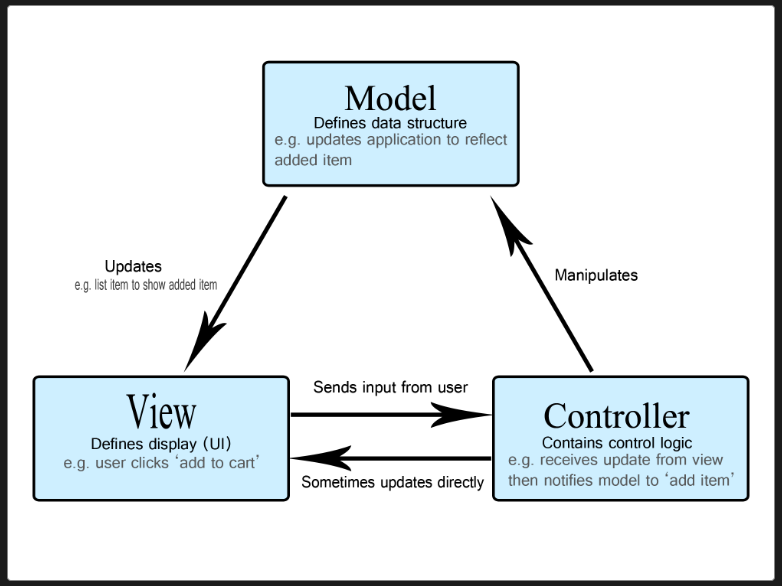 Model
Defines data structure
e.g. updates application to reflect
added item
Updates
e.g. list item to show added item
Manipulates
View
Defines display (UI)
e.g. user clicks ‘add to cart’
Sends input from user
Sometimes updates directly
Controller
Contains control logic
e.g. receives update from view
then notifies model to ‘add item’